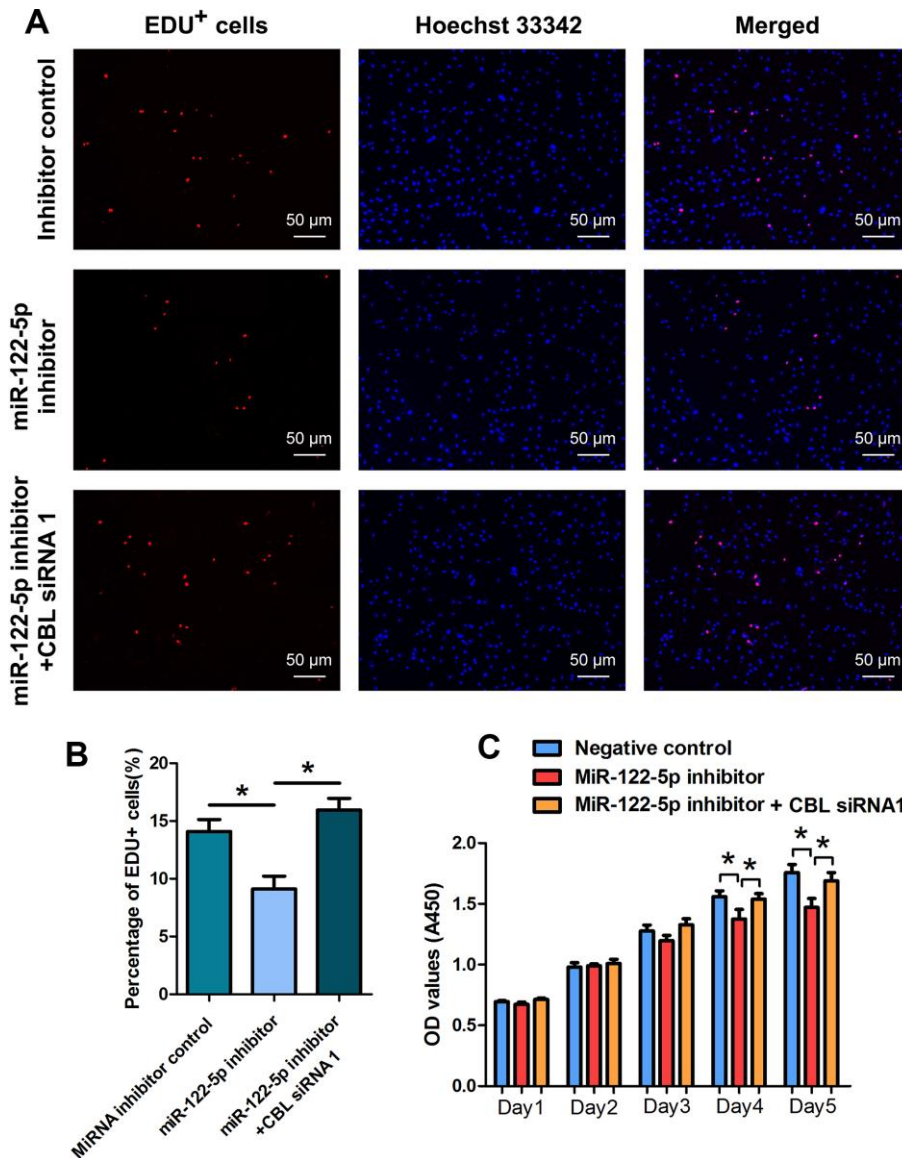 A
EDU+ cells
Hoechst 33342
Merged
Inhibitor control
50 µm
50 µm
50 µm
miR-122-5p
inhibitor
50 µm
50 µm
50 µm
miR-122-5p inhibitor
+CBL siRNA 1
50 µm
50 µm
50 µm
B
Percentage of EDU+ cells(%)
20
15
10
5
0
*
*
MiRNA inhibitor control
miR-122-5p inhibitor
miR-122-5p inhibitor
+CBL siRNA 1
C
Negative control
MiR-122-5p inhibitor
MiR-122-5p inhibitor + CBL siRNA1
OD values (A450)
2.0
1.5
1.0
0.5
0.0
*
*
*
*
Day1
Day2
Day3
Day4
Day5